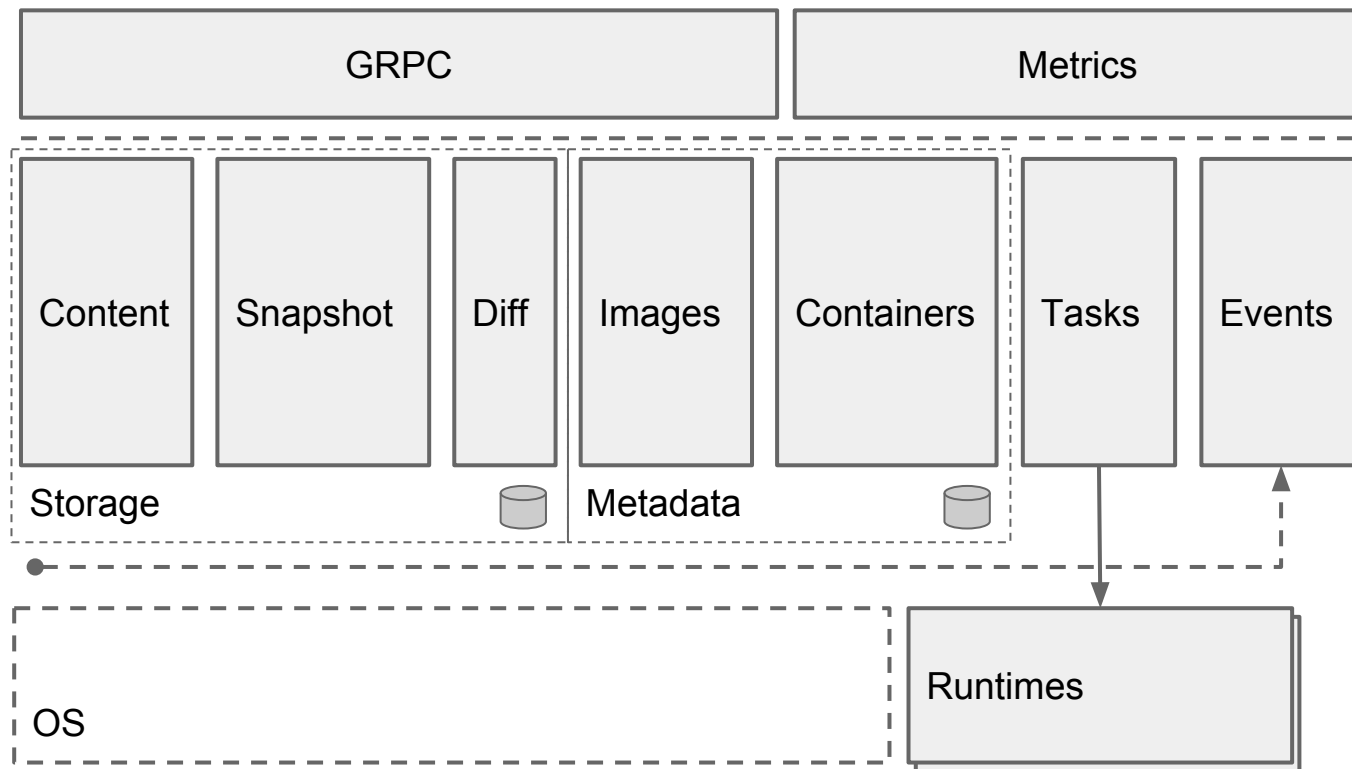 GRPC
Metrics
Content
Snapshot
Diff
Images
Containers
Tasks
Events
Storage
Metadata
OS
Runtimes